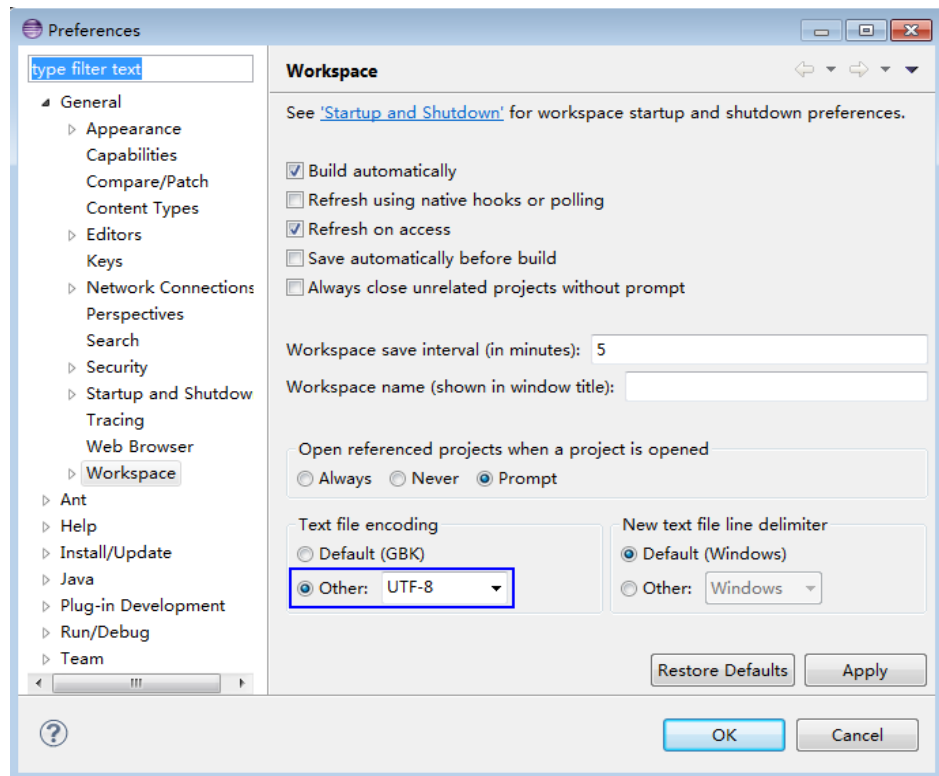 Preferences
type filter text
General
Appearance
Capabilities
Compare/Patch
Content Types
Editors
Keys
Network Connections
Perspectives
Search
Security
Startup and Shutdow
Tracing
Web Browser
Workspace
Ant
Help
Install/Update
Java
Plug-in Development
Run/Debug
Team
Workspace
See 'Startup and Shutdown' for workspace startup and shutdown preferences.
Build automatically
Refresh using native hooks or polling
Refresh on access
Save automatically before build
Always close unrelated projects without prompt
Workspace save interval (in minutes): 5
Workspace name (shown in window title):
Open referenced projects when a project is opened
Always Never Prompt
Text file encoding
Default (GBK)
Other: UTF-8
New text file line delimiter
Default (Windows)
Other: Windows
Restore Defaults Apply
? OK Cancel